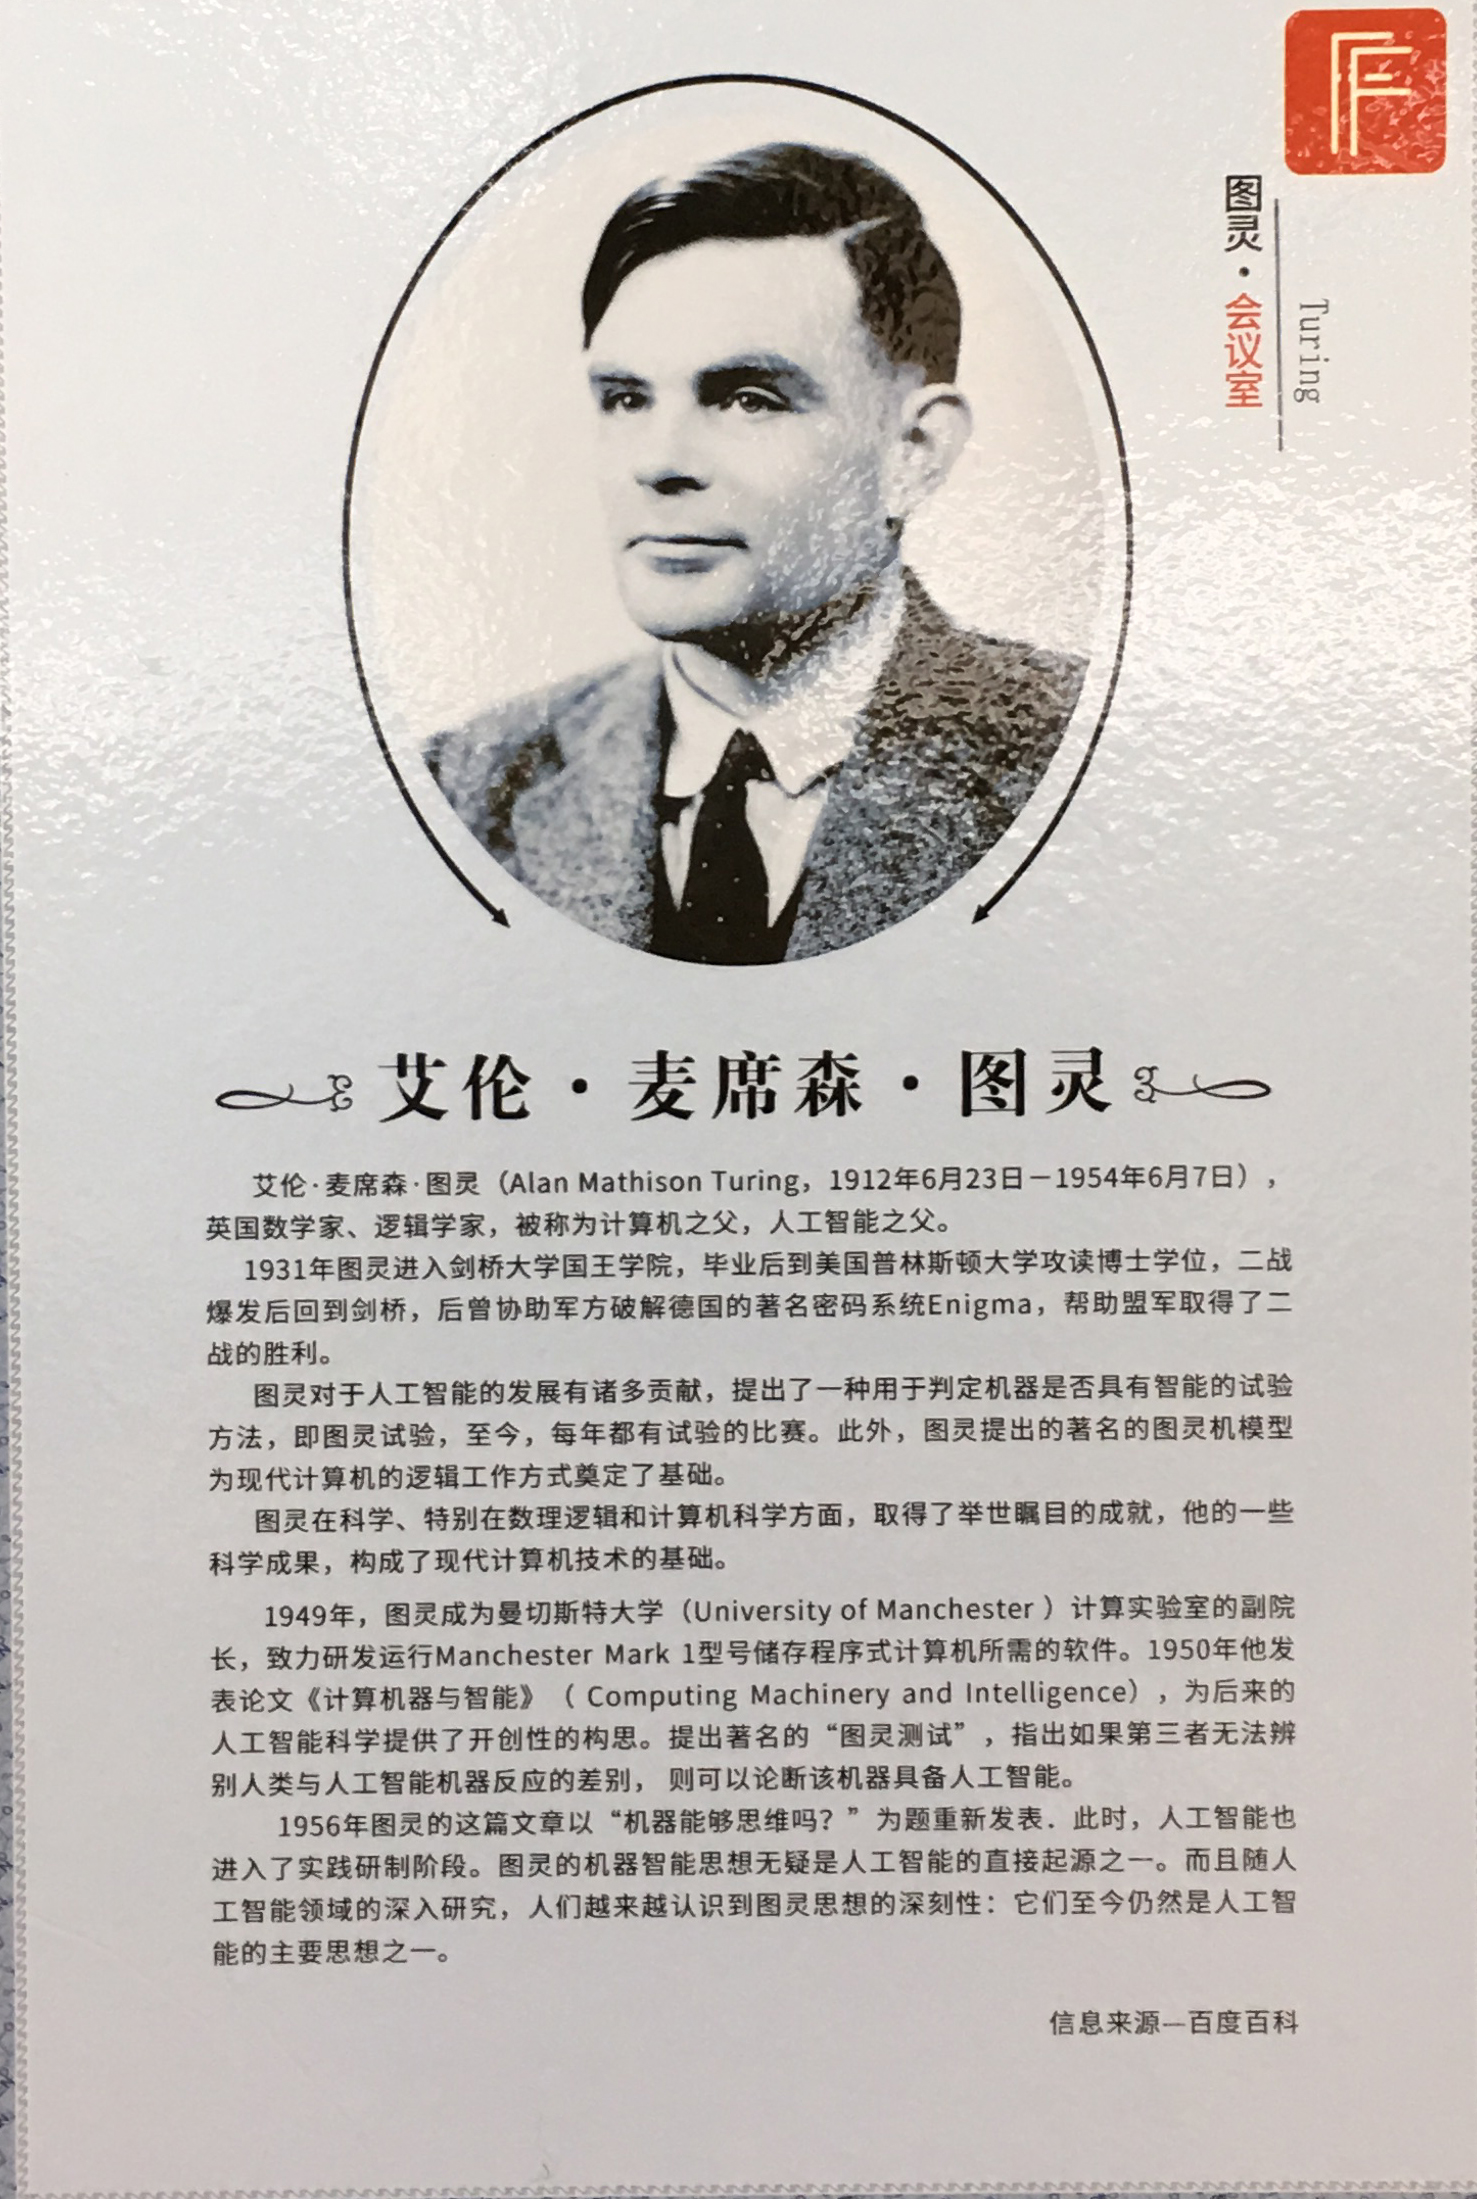 图灵·会议室
Turing
艾伦·麦席森·图灵
艾伦·麦席森·图灵（Alan Mathison Turing，1912年6月23日－1954年6月7日），
英国数学家、逻辑学家，被称为计算机之父，人工智能之父。
1931年图灵进入剑桥大学国王学院，毕业后到美国普林斯顿大学攻读博士学位，二战
爆发后回到剑桥，后曾协助军方破解德国的著名密码系统Enigma，帮助盟军取得了二
战的胜利。
图灵对于人工智能的发展有诸多贡献，提出了一种用于判定机器是否具有智能的试验
方法，即图灵试验，至今，每年都有试验的比赛。此外，图灵提出的著名的图灵机模型
为现代计算机的逻辑工作方式奠定了基础。
图灵在科学、特别在数理逻辑和计算机科学方面，取得了举世瞩目的成就，他的一些
科学成果，构成了现代计算机技术的基础。
1949年，图灵成为曼切斯特大学（University of Manchester ）计算实验室的副院
长，致力研发运行Manchester Mark 1型号储存程序式计算机所需的软件。1950年他发
表论文《计算机器与智能》（ Computing Machinery and Intelligence），为后来的
人工智能科学提供了开创性的构思。提出著名的“图灵测试”，指出如果第三者无法辨
别人类与人工智能机器反应的差别， 则可以论断该机器具备人工智能。
1956年图灵的这篇文章以“机器能够思维吗？”为题重新发表．此时，人工智能也
进入了实践研制阶段。图灵的机器智能思想无疑是人工智能的直接起源之一。而且随人
工智能领域的深入研究，人们越来越认识到图灵思想的深刻性：它们至今仍然是人工智
能的主要思想之一。
信息来源—百度百科